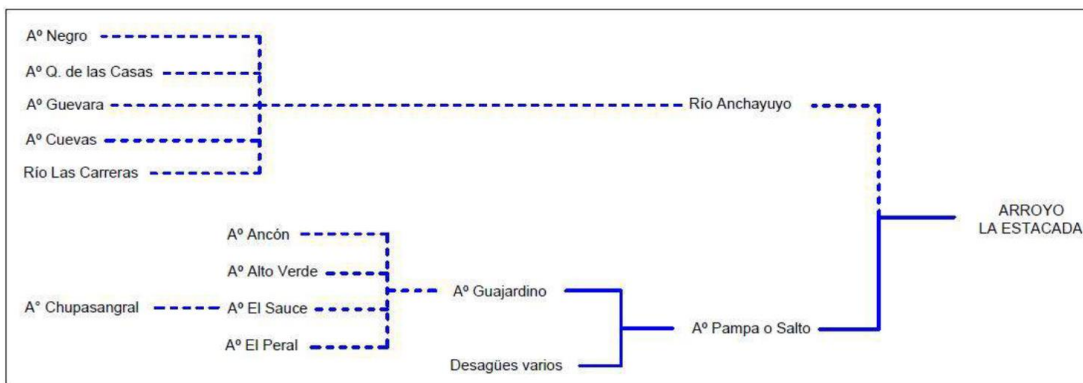 Aº Negro
Aº Q. de las Casas
Aº Guevara
Río Anchayuyo
Aº Cuevas
Río Las Carreras
ARROYO
LA ESTACADA
Aº Ancón
Aº Alto Verde
Aº Guajardino
A° Chupasangral
Aº El Sauce
Aº Pampa o Salto
Aº El Peral
Desagües varios